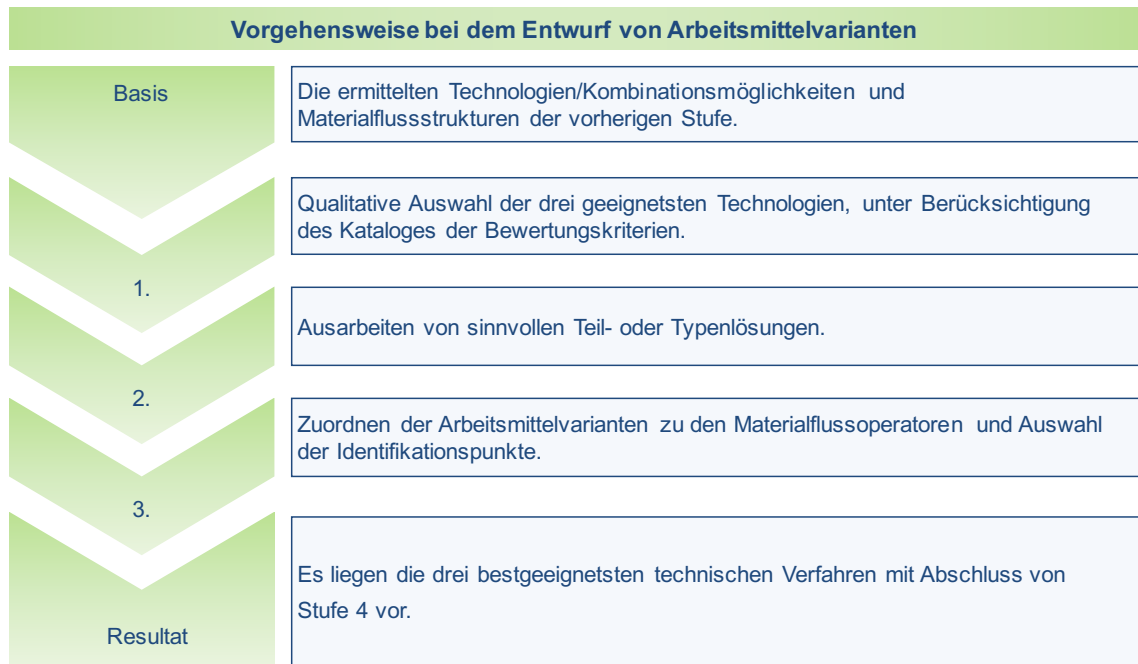 Vorgehensweise bei dem Entwurf von Arbeitsmittelvarianten
Basis
Die ermittelten Technologien/Kombinationsmöglichkeiten und
Materialflussstrukturen der vorherigen Stufe.
1.
Qualitative Auswahl der drei geeignetsten Technologien, unter Berücksichtigung
des Kataloges der Bewertungskriterien.
2.
Ausarbeiten von sinnvollen Teil- oder Typenlösungen.
3.
Zuordnen der Arbeitsmittelvarianten zu den Materialflussoperatoren und Auswahl
der Identifikationspunkte.
Resultat
Es liegen die drei bestgeeignetsten technischen Verfahren mit Abschluss von
Stufe 4 vor.